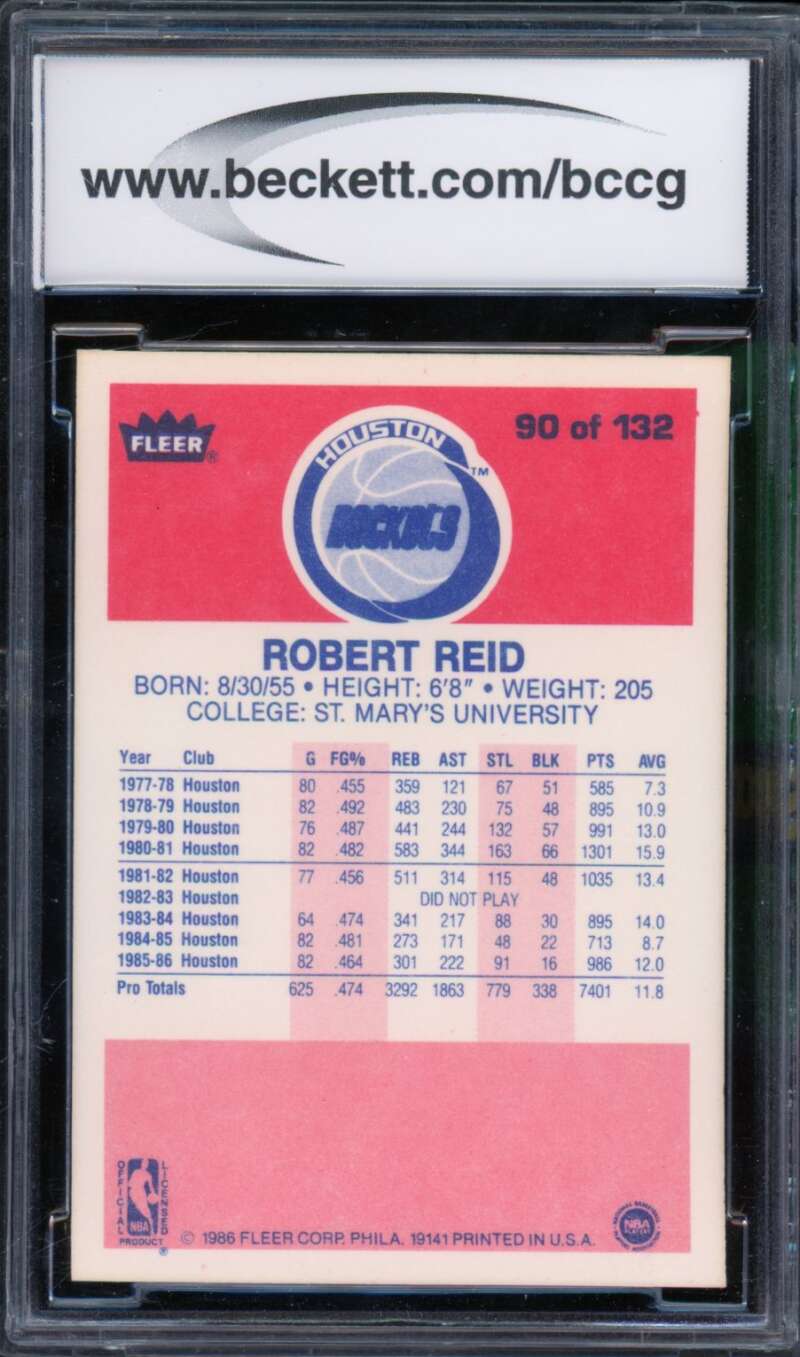 www.beckett.com/bccg
FLEER®
90 of 132
HOUSTON
ROCKETS
TM
ROBERT REID
BORN: 8/30/55 • HEIGHT: 6'8" • WEIGHT: 205
COLLEGE: ST. MARY'S UNIVERSITY
Year Club G FG% REB AST STL BLK PTS AVG
1977-78 Houston 80 .455 359 121 67 51 585 7.3
1978-79 Houston 82 .492 483 230 75 48 895 10.9
1979-80 Houston 76 .487 441 244 132 57 991 13.0
1980-81 Houston 82 .482 583 344 163 66 1301 15.9
1981-82 Houston 77 .456 511 314 115 48 1035 13.4
1982-83 Houston DID NOT PLAY
1983-84 Houston 64 .474 341 217 88 30 895 14.0
1984-85 Houston 82 .481 273 171 48 22 713 8.7
1985-86 Houston 82 .464 301 222 91 16 986 12.0
Pro Totals 625 .474 3292 1863 779 338 7401 11.8
OFFICIAL
LICENSED
NBA
PRODUCT ®
© 1986 FLEER CORP. PHILA. 19141 PRINTED IN U.S.A.
NATIONAL BASKETBALL
NBA
PLAYERS
PLAYERS ASSOCIATION